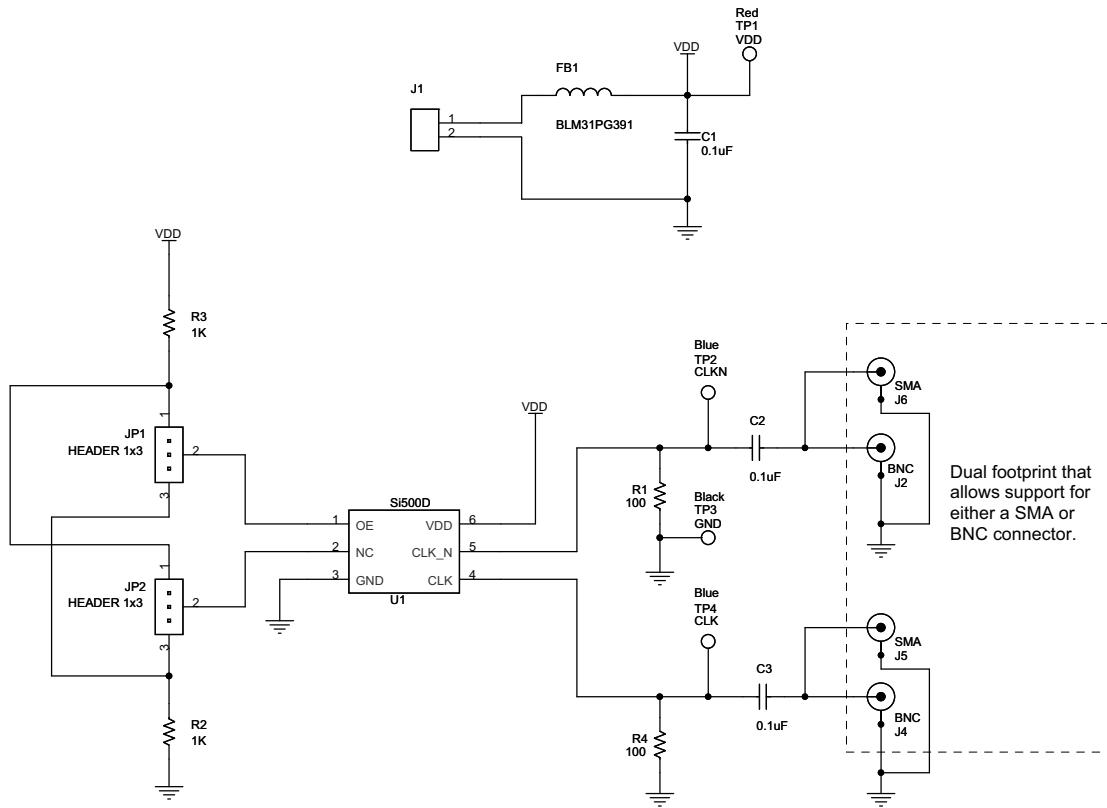 Red
TP1
VDD
VDD
FB1
J1
1
2
BLM31PG391
C1
0.1uF
VDD
R3
1K
1
JP1
HEADER 1x3
2
3
1
JP2
HEADER 1x3
2
3
R2
1K
VDD
Si500D
1
OE
VDD
6
2
NC
CLK_N
5
3
GND
CLK
4
U1
Blue
TP2
CLKN
C2
0.1uF
R1
100
Black
TP3
GND
SMA
J6
BNC
J2
Dual footprint that
allows support for
either a SMA or
BNC connector.
Blue
TP4
CLK
C3
0.1uF
R4
100
SMA
J5
BNC
J4